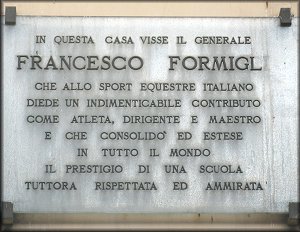 IN QUESTA CASA VISSE IL GENERALE
FRANCESCO FORMIGLI
CHE ALLO SPORT EQUESTRE ITALIANO
DIEDE UN INDIMENTICABILE CONTRIBUTO
COME ATLETA, DIRIGENTE E MAESTRO
E CHE CONSOLIDO' ED ESTESE
IN TUTTO IL MONDO
IL PRESTIGIO DI UNA SCUOLA
TUTTORA RISPETTATA ED AMMIRATA